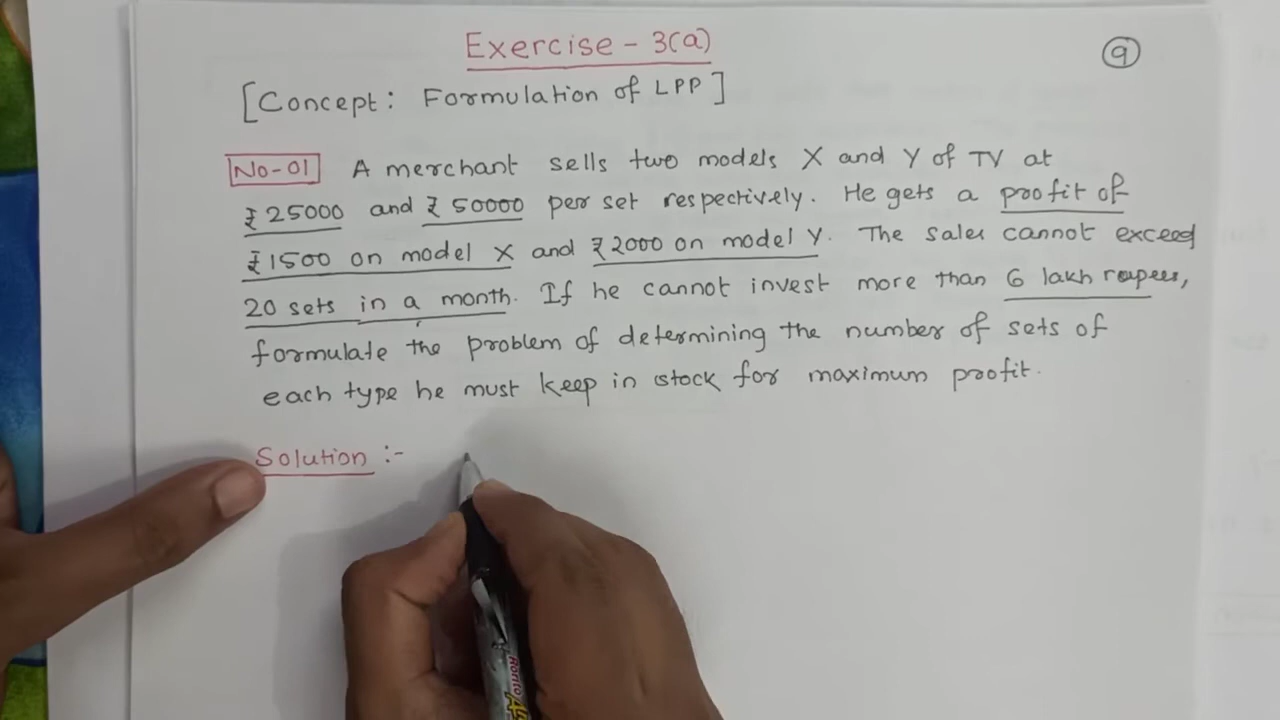 Exercise - 3(a)
9
[Concept: Formulation of LPP]
No-01 A merchant sells two models X and Y of TV at
₹25000 and ₹50000 per set respectively. He gets a profit of
₹1500 on model X and ₹2000 on model Y. The sales cannot exceed
20 sets in a month. If he cannot invest more than 6 lakh rupees,
formulate the problem of determining the number of sets of
each type he must keep in stock for maximum profit.
Solution :-